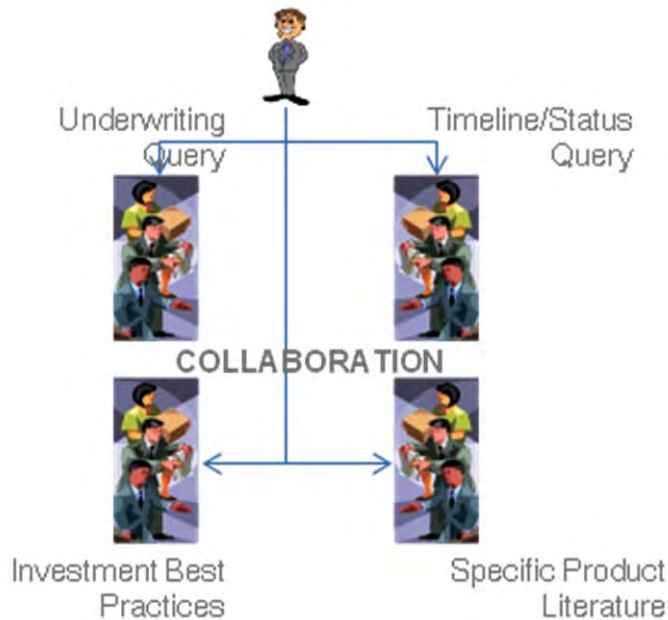 Underwriting
Query
Timeline/Status
Query
COLLABORATION
Investment Best
Practices
Specific Product
Literature